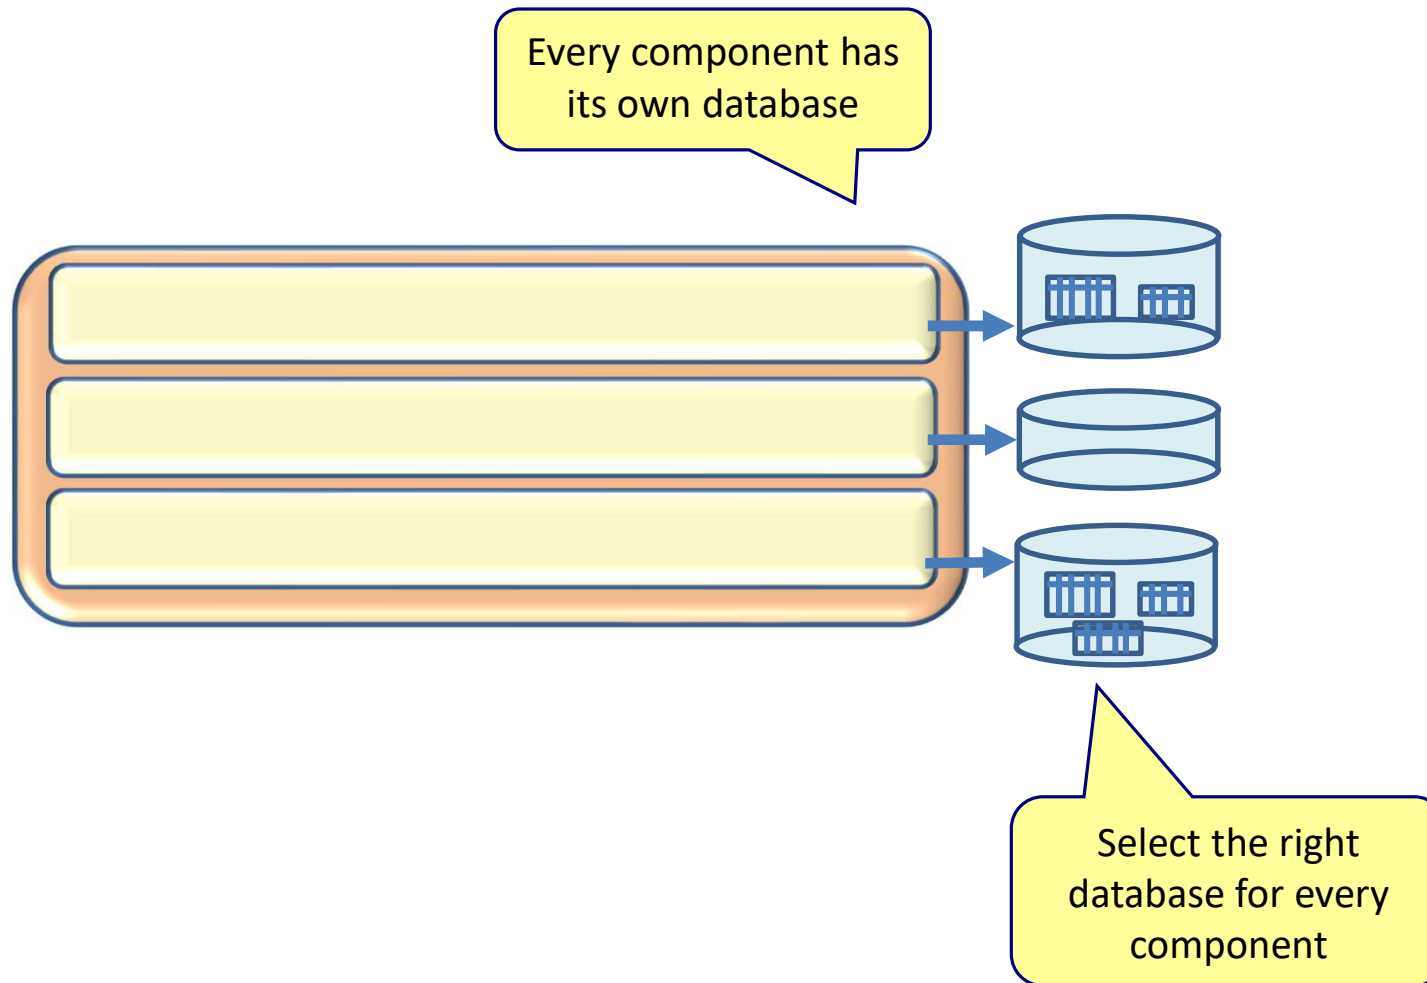 Every component has
its own database
Select the right
database for every
component